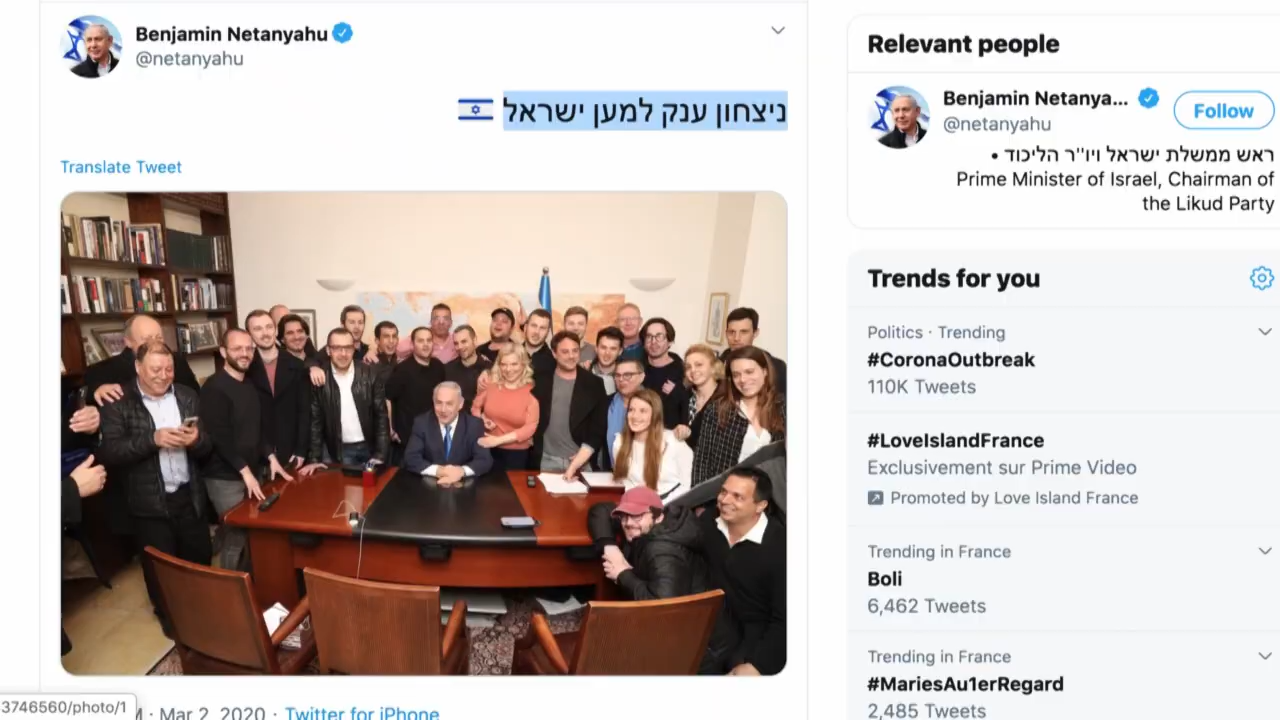 Benjamin Netanyahu
@netanyahu
ניצחון ענק למען ישראל
Translate Tweet
3746560/photo/1
· Mar 2, 2020 · Twitter for iPhone
Relevant people
Benjamin Netanya...
@netanyahu
Follow
ראש ממשלת ישראל ויו''ר הליכוד •
Prime Minister of Israel, Chairman of
the Likud Party
Trends for you
Politics · Trending
#CoronaOutbreak
110K Tweets
#LoveIslandFrance
Exclusivement sur Prime Video
Promoted by Love Island France
Trending in France
Boli
6,462 Tweets
Trending in France
#MariesAu1erRegard
2,485 Tweets